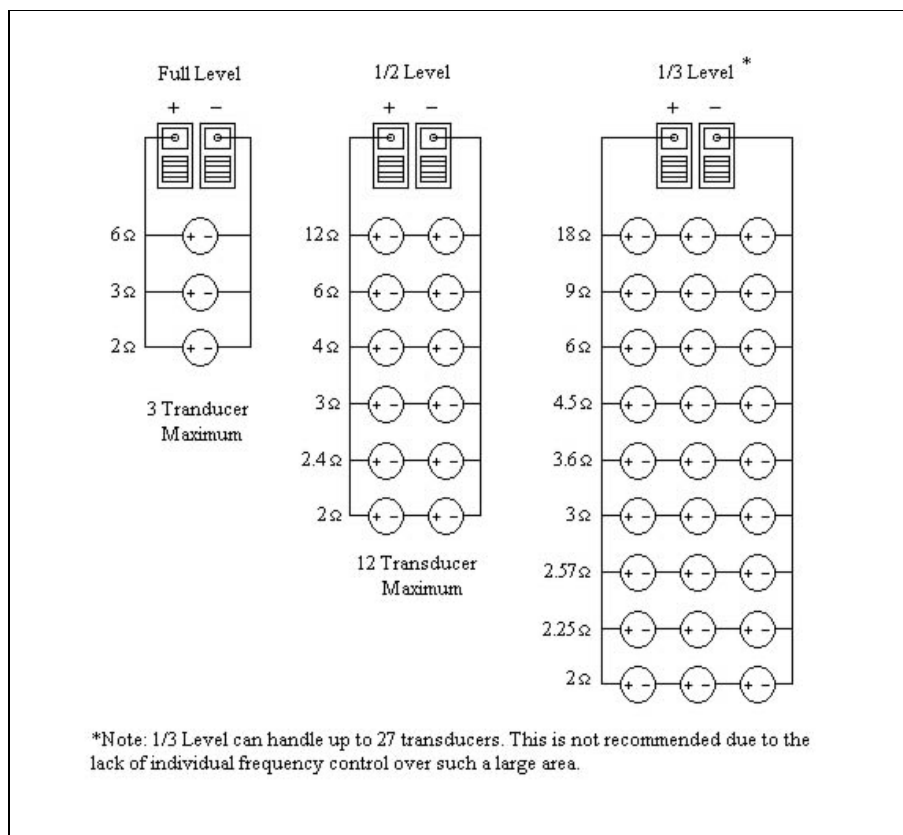 Full Level
1/2 Level
1/3 Level *
+ −
+ −
+ −
6Ω
+ -
3Ω
+ -
2Ω
+ -
3 Tranducer
Maximum
12Ω
+ - + -
6Ω
+ - + -
4Ω
+ - + -
3Ω
+ - + -
2.4Ω
+ - + -
2Ω
+ - + -
12 Transducer
Maximum
18Ω
+ - + - + -
9Ω
+ - + - + -
6Ω
+ - + - + -
4.5Ω
+ - + - + -
3.6Ω
+ - + - + -
3Ω
+ - + - + -
2.57Ω
+ - + - + -
2.25Ω
+ - + - + -
2Ω
+ - + - + -
*Note: 1/3 Level can handle up to 27 transducers. This is not recommended due to the
lack of individual frequency control over such a large area.